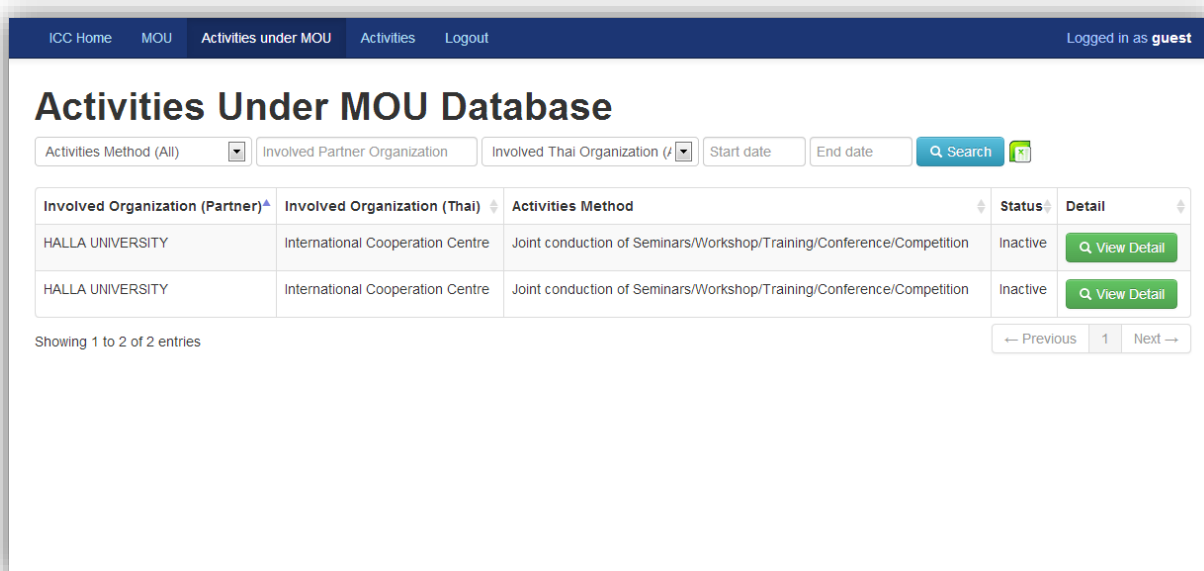 ICC Home MOU Activities under MOU Activities Logout Logged in as guest
Activities Under MOU Database
Activities Method (All) Involved Partner Organization Involved Thai Organization (A Start date End date Search
Involved Organization (Partner) Involved Organization (Thai) Activities Method Status Detail
HALLA UNIVERSITY International Cooperation Centre Joint conduction of Seminars/Workshop/Training/Conference/Competition Inactive View Detail
HALLA UNIVERSITY International Cooperation Centre Joint conduction of Seminars/Workshop/Training/Conference/Competition Inactive View Detail
Showing 1 to 2 of 2 entries ← Previous 1 Next →